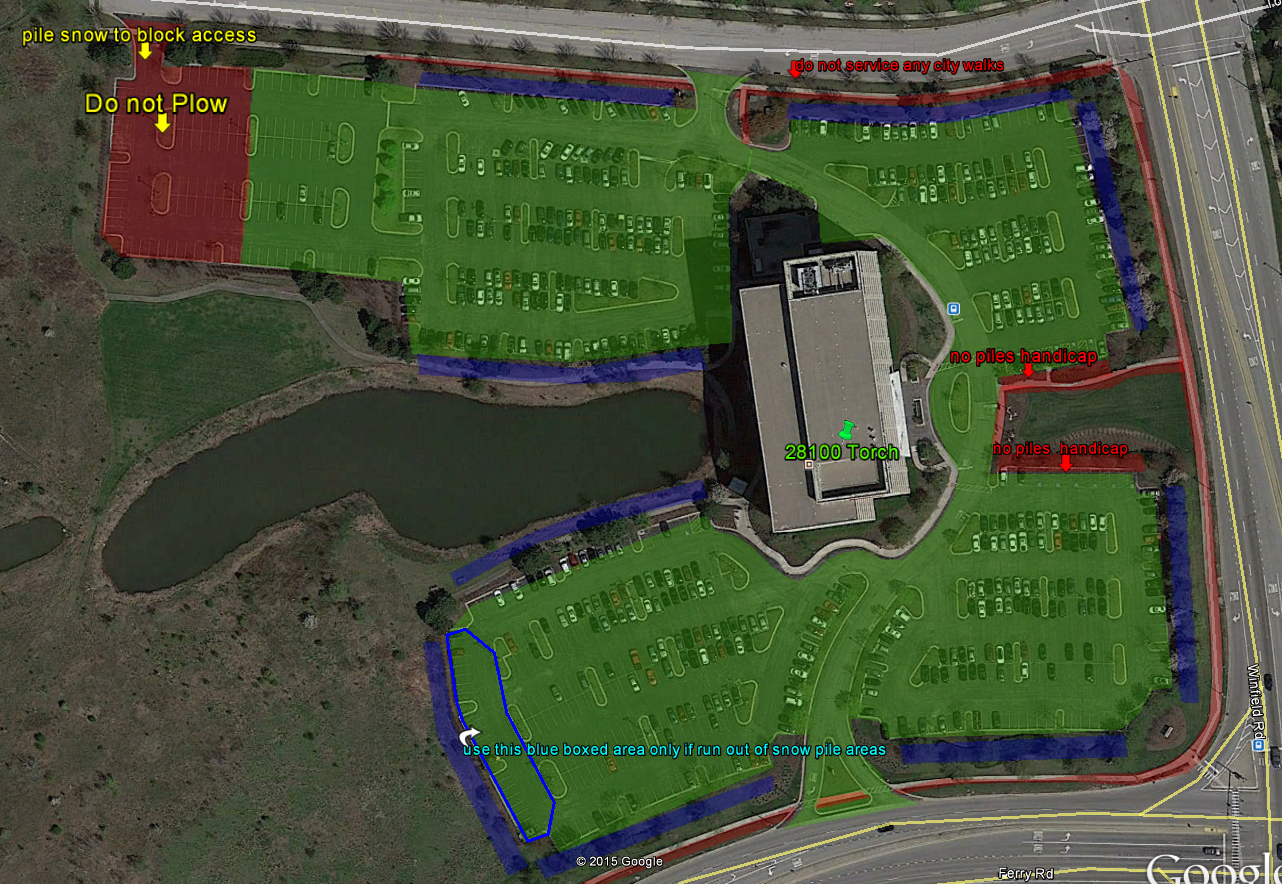 pile snow to block access
do not service any city walks
Do not Plow
no piles handicap
28100 Torch
no piles handicap
Winfield Rd
use this blue boxed area only if run out of snow pile areas
© 2015 Google
Ferry Rd
Google